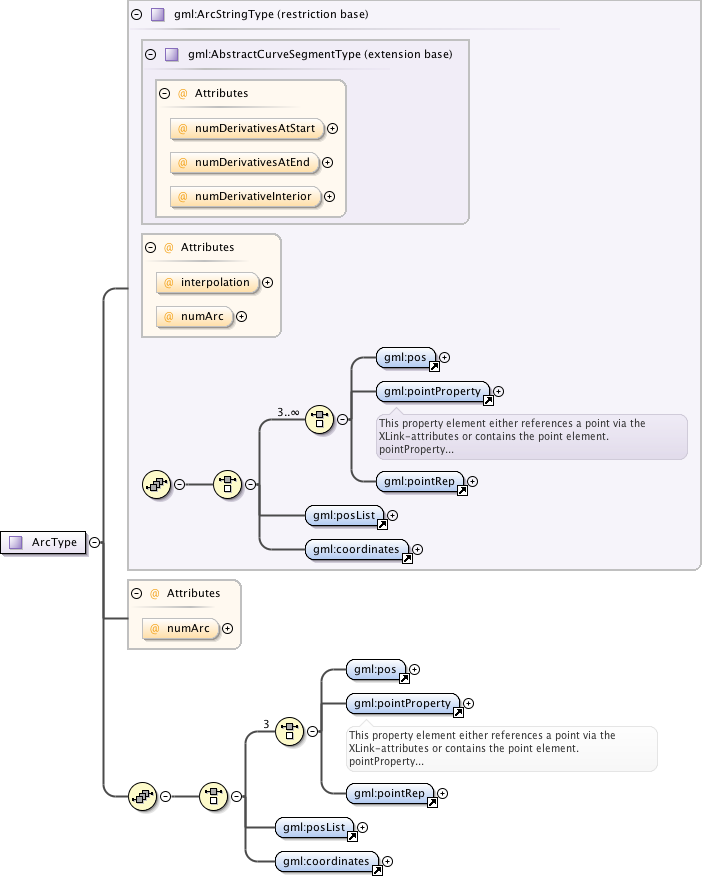 gml:ArcStringType (restriction base)
gml:AbstractCurveSegmentType (extension base)
@ Attributes
@ numDerivativesAtStart
@ numDerivativesAtEnd
@ numDerivativeInterior
@ Attributes
@ interpolation
@ numArc
gml:pos
gml:pointProperty
3..∞
This property element either references a point via the
XLink-attributes or contains the point element.
pointProperty...
gml:pointRep
gml:posList
gml:coordinates
ArcType
@ Attributes
@ numArc
gml:pos
gml:pointProperty
3
This property element either references a point via the
XLink-attributes or contains the point element.
pointProperty...
gml:pointRep
gml:posList
gml:coordinates